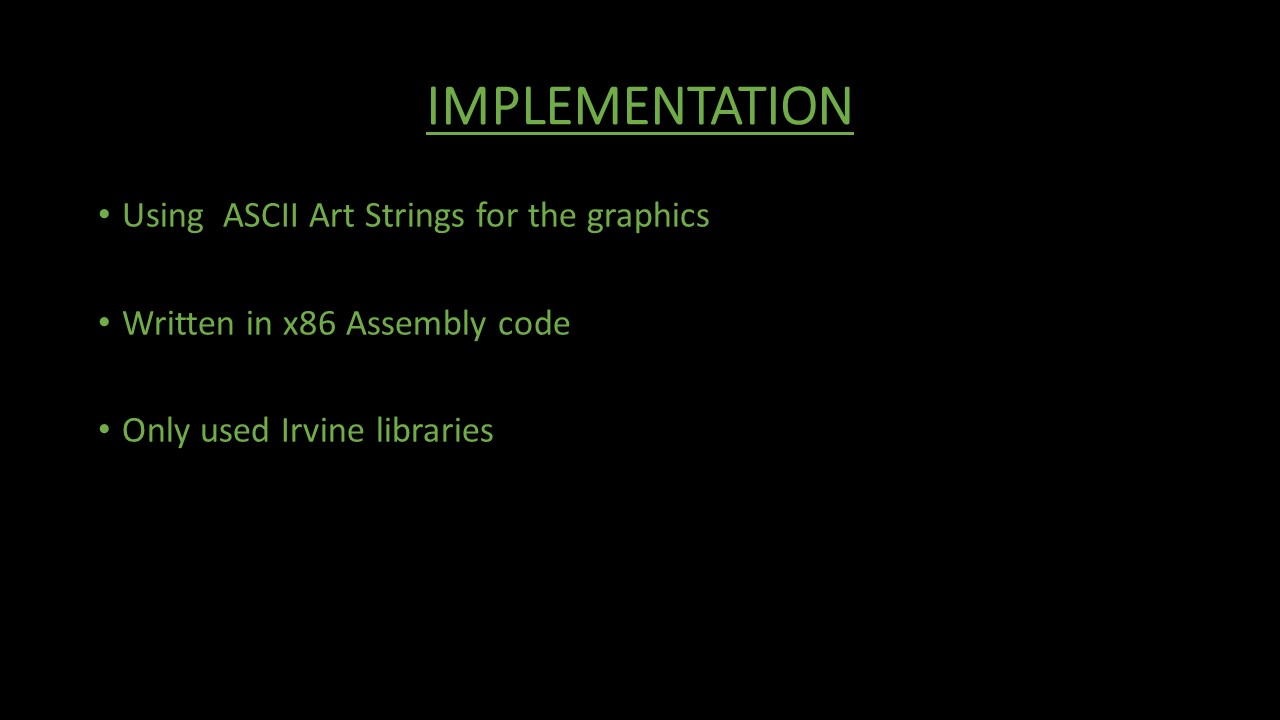 IMPLEMENTATION
• Using  ASCII Art Strings for the graphics
• Written in x86 Assembly code
• Only used Irvine libraries